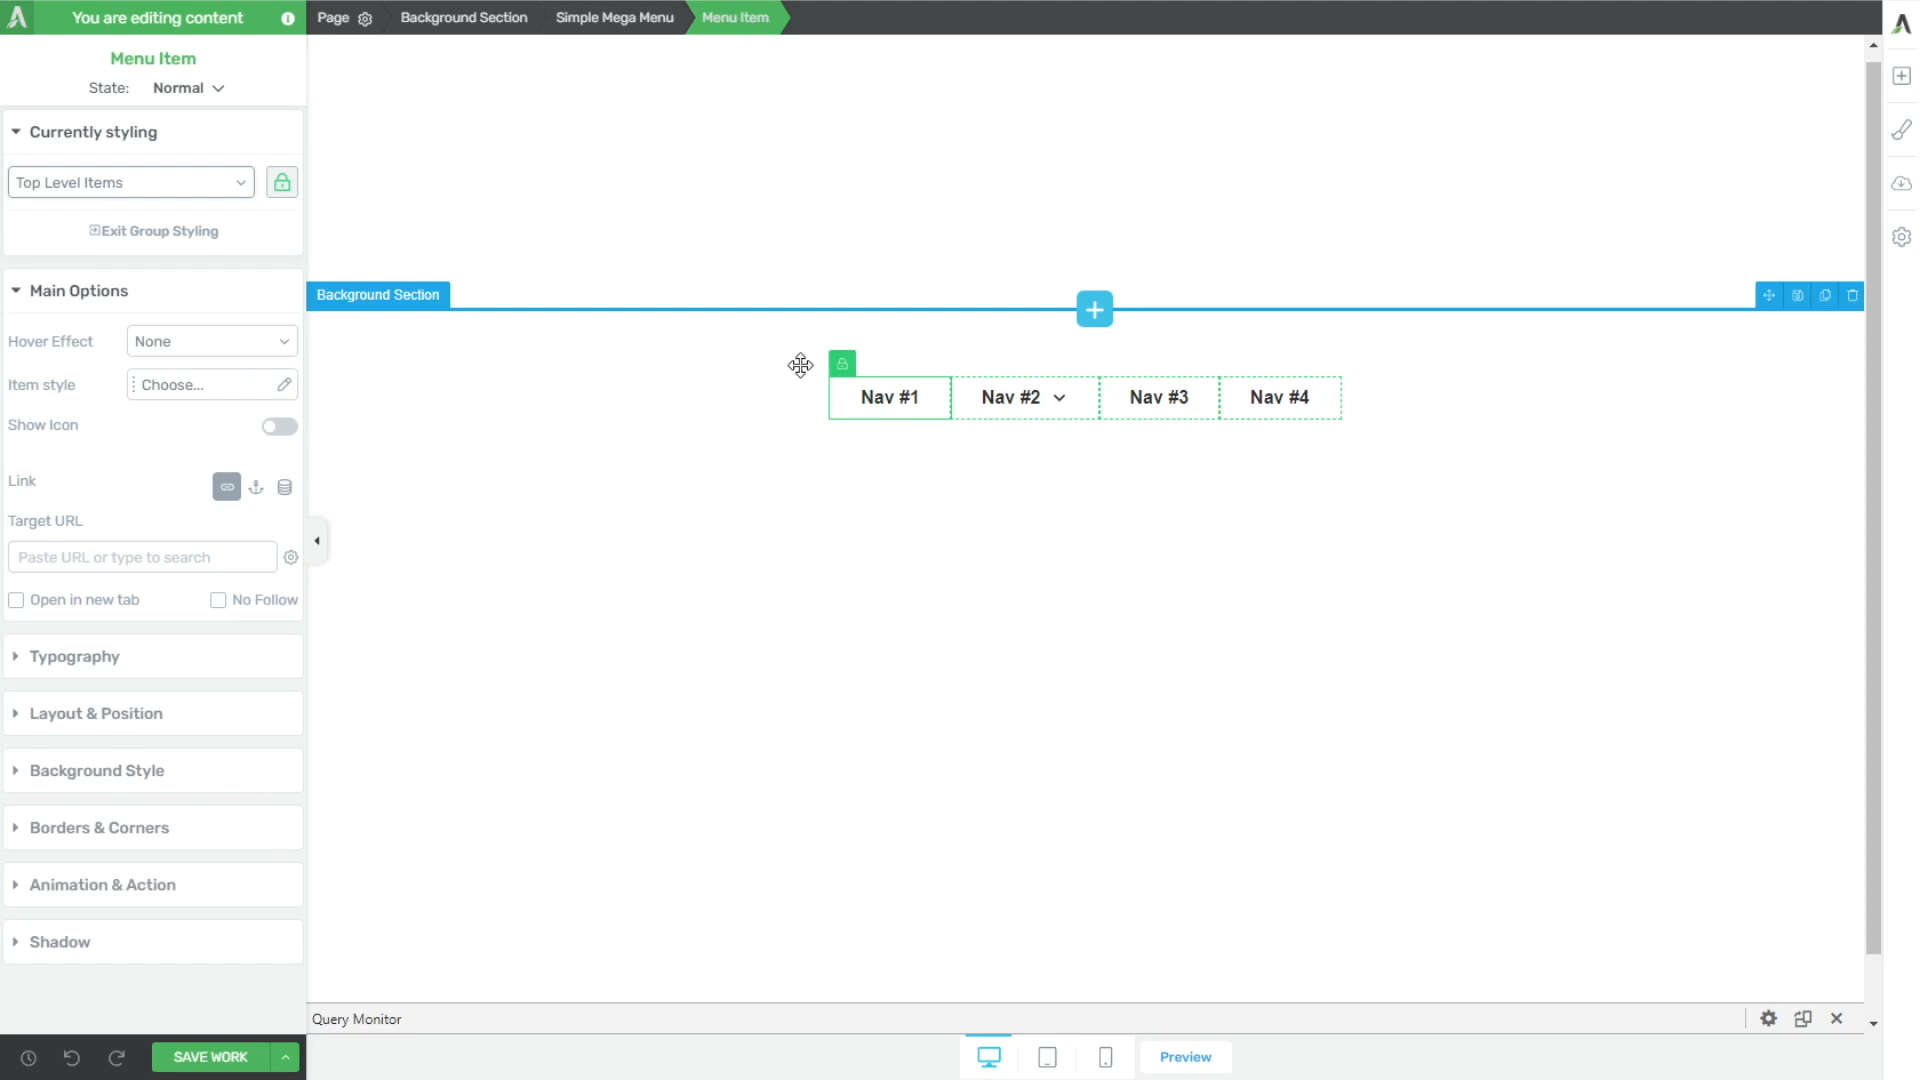 You are editing content
Page
Background Section
Simple Mega Menu
Menu Item
Menu Item
State: Normal
Currently styling
Top Level Items
Exit Group Styling
Main Options
Hover Effect None
Item style Choose...
Show Icon
Link
Target URL
Paste URL or type to search
Open in new tab No Follow
Typography
Layout & Position
Background Style
Borders & Corners
Animation & Action
Shadow
SAVE WORK
Background Section
Nav #1 Nav #2 Nav #3 Nav #4
Query Monitor
Preview